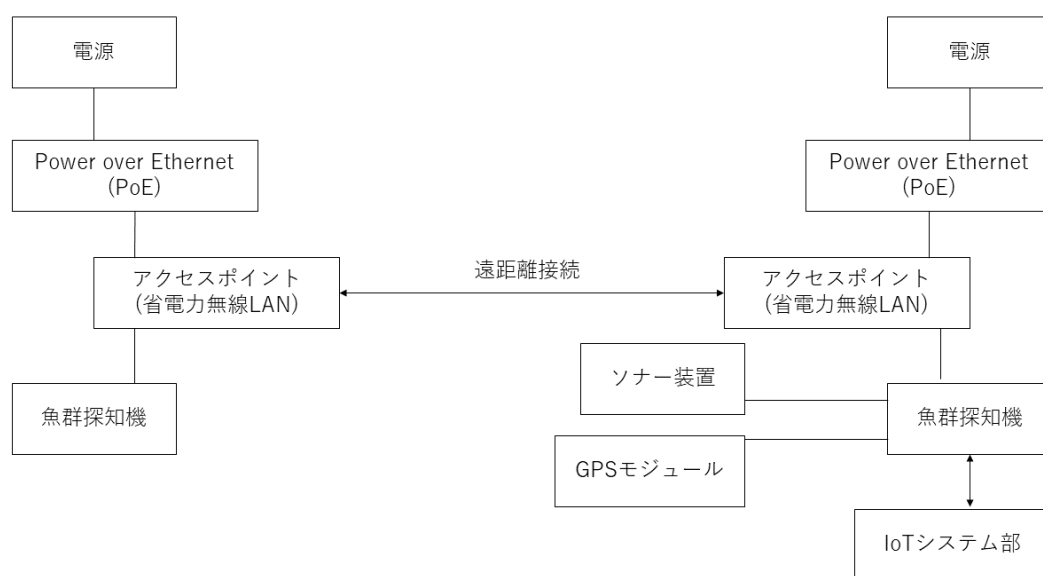 電源
電源
Power over Ethernet
(PoE)
Power over Ethernet
(PoE)
アクセスポイント
(省電力無線LAN)
遠距離接続
アクセスポイント
(省電力無線LAN)
ソナー装置
魚群探知機
魚群探知機
GPSモジュール
IoTシステム部